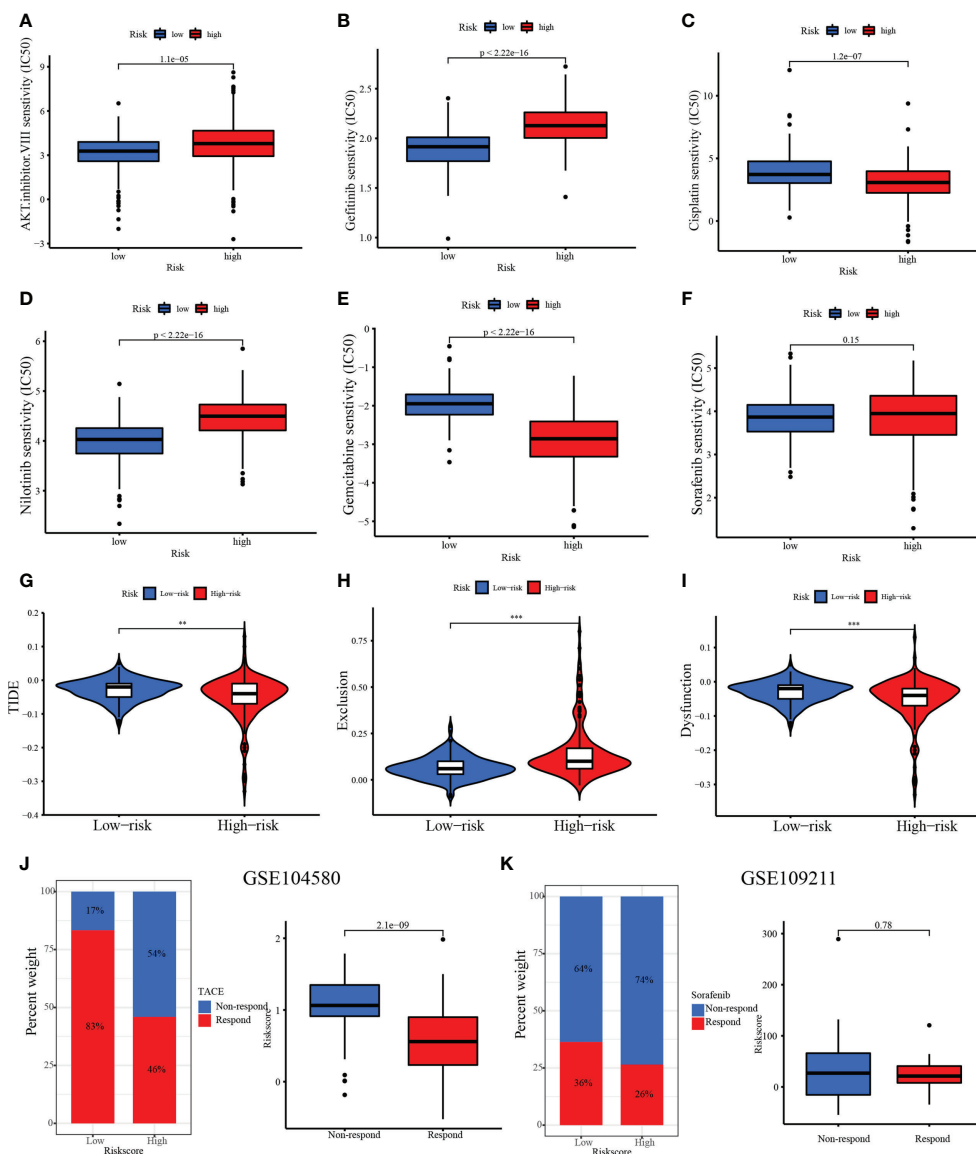 A
Risk low high
AKT.inhibitor.VIII senstivity (IC50)
1.1e−05
9
6
3
0
−3
low high
Risk
B
Risk low high
Gefitinib senstivity (IC50)
p < 2.22e−16
2.5
2.0
1.5
1.0
low high
Risk
C
Risk low high
Cisplatin senstivity (IC50)
1.2e−07
10
5
0
low high
Risk
D
Risk low high
Nilotinib senstivity (IC50)
p < 2.22e−16
6
5
4
3
low high
Risk
E
Risk low high
Gemcitabine senstivity (IC50)
p < 2.22e−16
0
−1
−2
−3
−4
−5
low high
Risk
F
Risk low high
Sorafenib senstivity (IC50)
0.15
5
4
3
2
low high
Risk
G
Risk Low−risk High−risk
TIDE
**
0.2
0.1
0.0
−0.1
−0.2
−0.3
−0.4
Low−risk High−risk
H
Risk Low−risk High−risk
Exclusion
***
0.75
0.50
0.25
0.00
Low−risk High−risk
I
Risk Low−risk High−risk
Dysfunction
***
0.1
0.0
−0.1
−0.2
−0.3
Low−risk High−risk
J
GSE104580
Percent weight
100
75
50
25
0
17%
83%
54%
46%
Low High
Riskscore
TACE
Non−respond
Respond
Riskscore
2.1e−09
2
1
0
Non−respond Respond
K
GSE109211
Percent weight
100
75
50
25
0
64%
36%
74%
26%
Low High
Riskscore
Sorafenib
Non−respond
Respond
Riskscore
0.78
300
200
100
0
Non−respond Respond